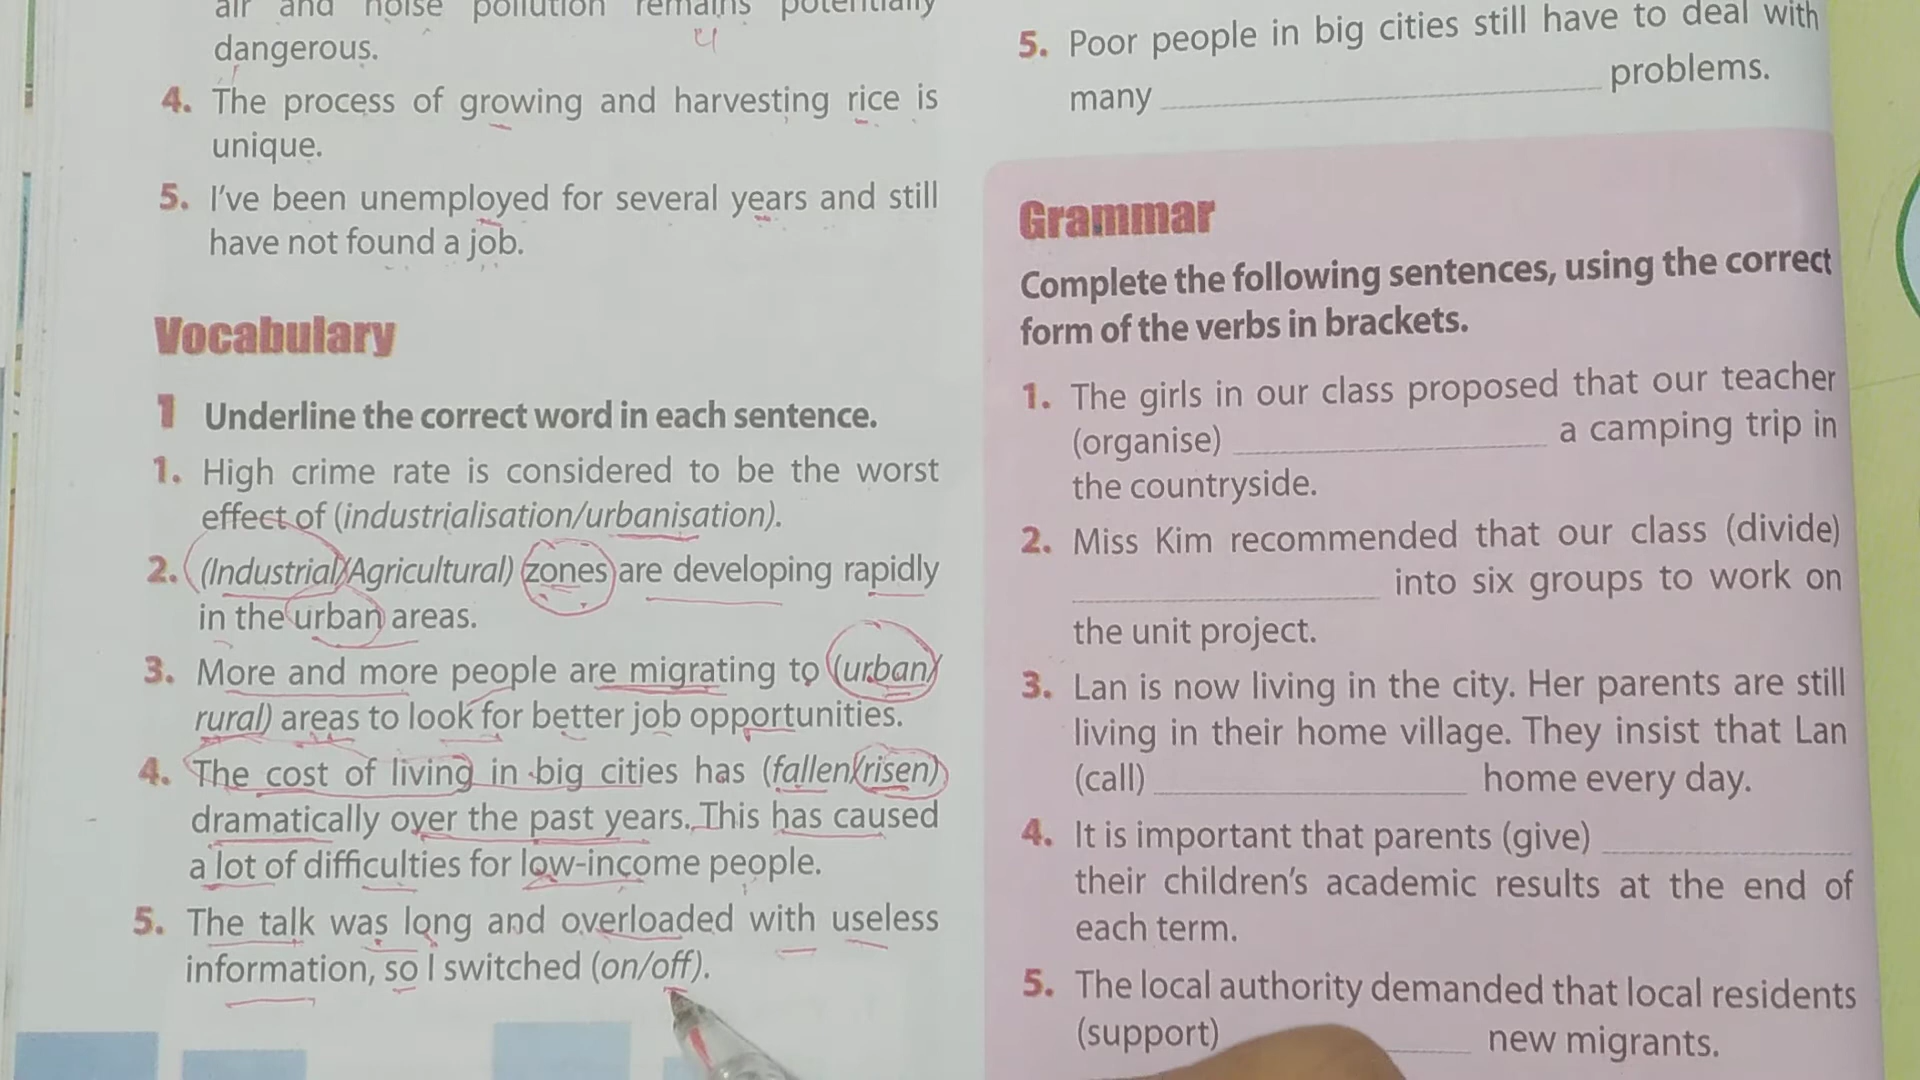 air and noise pollution remains potentially
dangerous.
4. The process of growing and harvesting rice is
unique.
5. I've been unemployed for several years and still
have not found a job.
Vocabulary
1 Underline the correct word in each sentence.
1. High crime rate is considered to be the worst
effect of (industrialisation/urbanisation).
2. (Industrial/Agricultural) zones are developing rapidly
in the urban areas.
3. More and more people are migrating to (urban/
rural) areas to look for better job opportunities.
4. The cost of living in big cities has (fallen/risen)
dramatically over the past years. This has caused
a lot of difficulties for low-income people.
5. The talk was long and overloaded with useless
information, so I switched (on/off).
5. Poor people in big cities still have to deal with
many ______ problems.
Grammar
Complete the following sentences, using the correct
form of the verbs in brackets.
1. The girls in our class proposed that our teacher
(organise) ______ a camping trip in
the countryside.
2. Miss Kim recommended that our class (divide)
______ into six groups to work on
the unit project.
3. Lan is now living in the city. Her parents are still
living in their home village. They insist that Lan
(call) ______ home every day.
4. It is important that parents (give) ______
their children's academic results at the end of
each term.
5. The local authority demanded that local residents
(support) ______ new migrants.